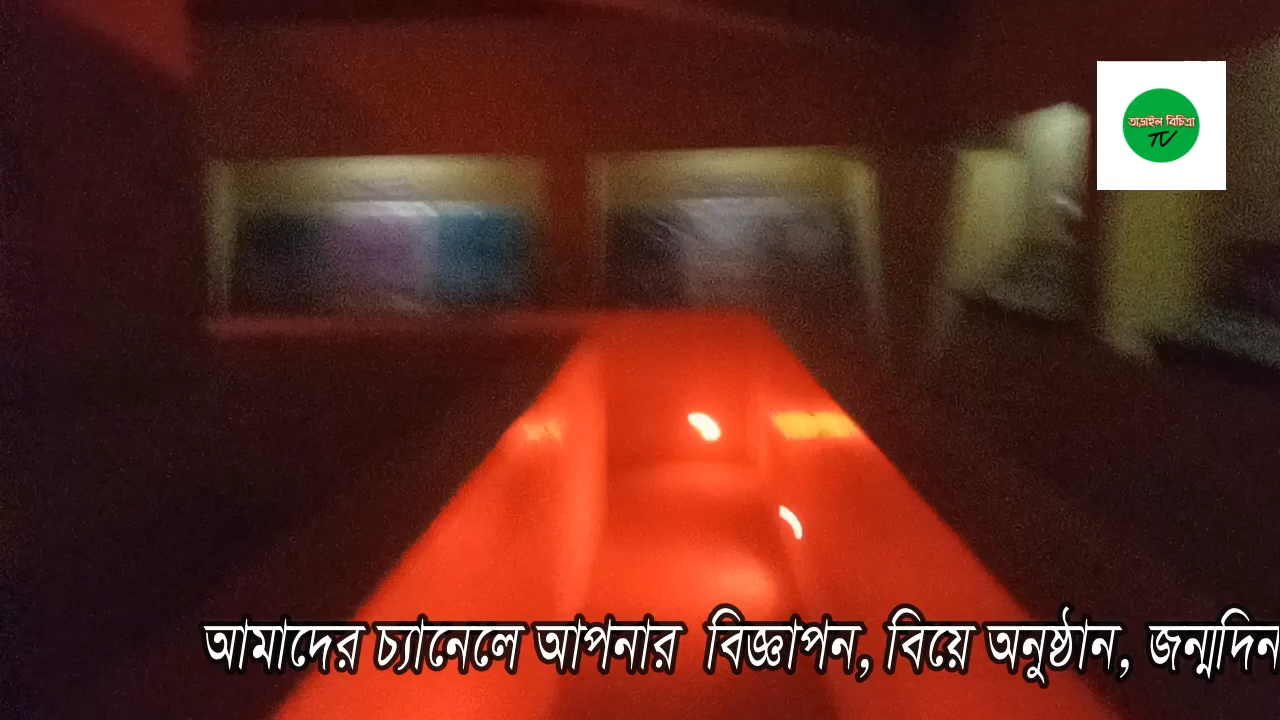 তাড়াইল বিচিত্রা
TV
আমাদের চ্যানেলে আপনার বিজ্ঞাপন, বিয়ে অনুষ্ঠান, জন্মদিন